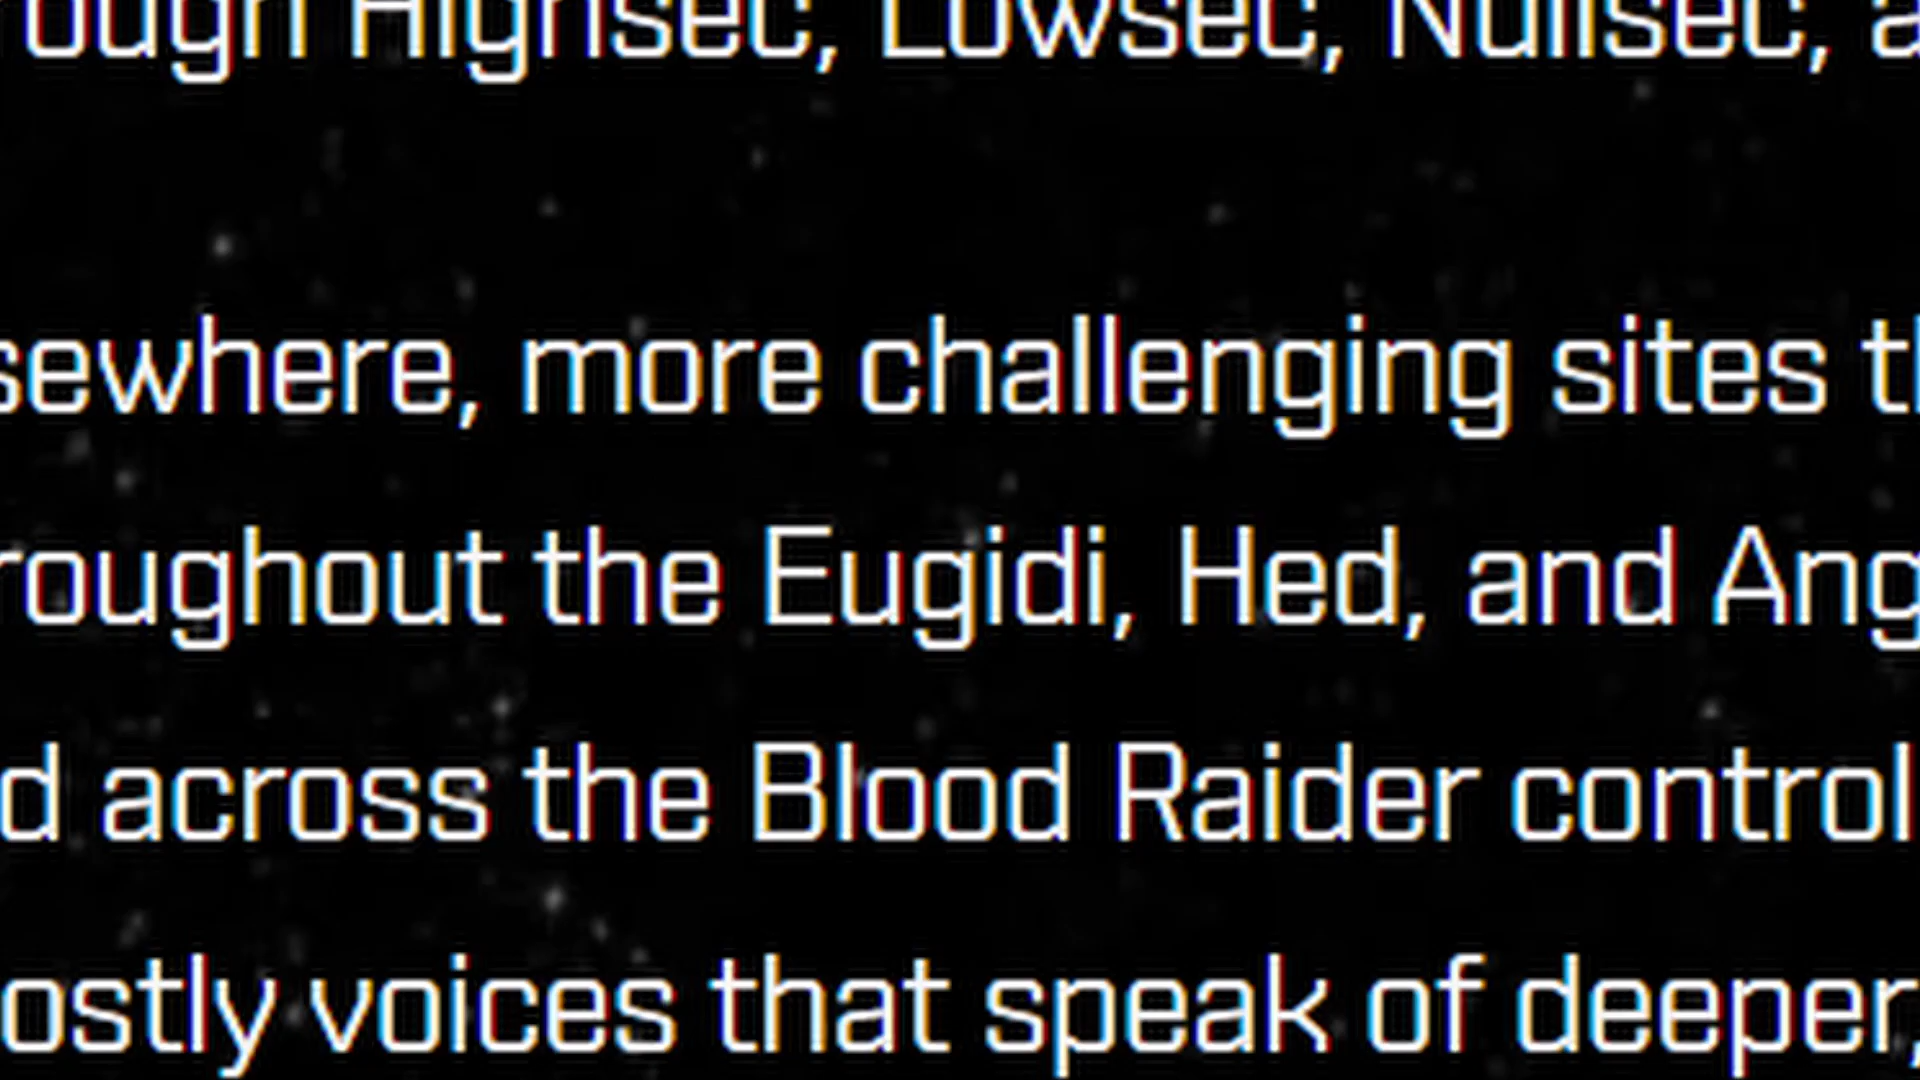 ough Highsec, Lowsec, Nullsec, a
sewhere, more challenging sites th
roughout the Eugidi, Hed, and Ang
d across the Blood Raider control
ostly voices that speak of deeper,